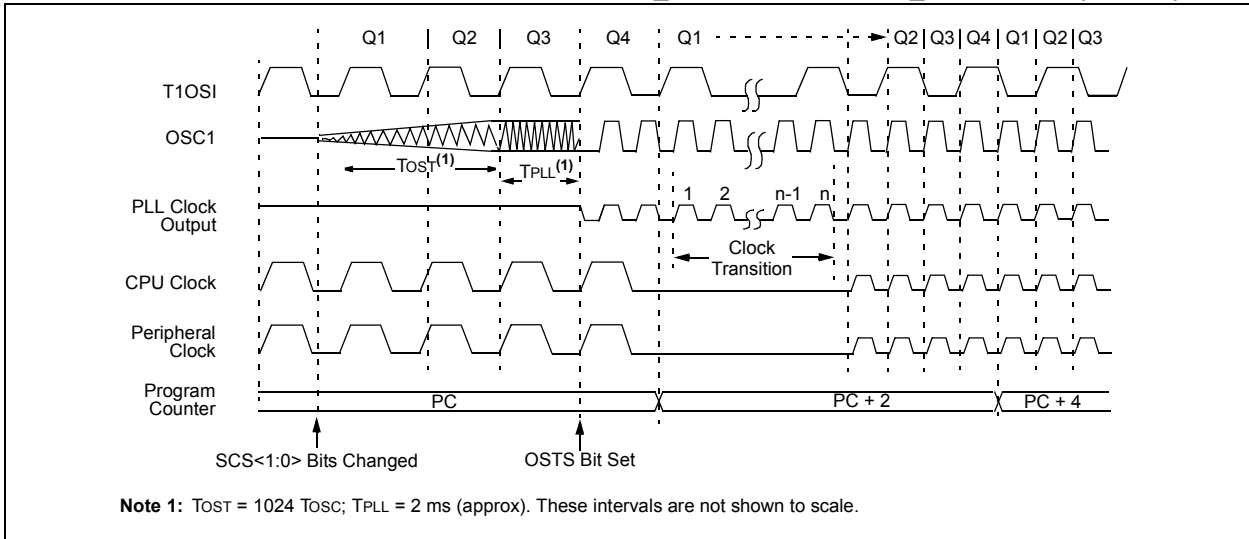 Q1 Q2 Q3 Q4 Q1 Q2 Q3 Q4 Q1 Q2 Q3
T1OSI
OSC1
TOST(1)
TPLL(1)
1 2 n-1 n
PLL Clock
Output
Clock
Transition
CPU Clock
Peripheral
Clock
Program
Counter
PC PC + 2 PC + 4
SCS<1:0> Bits Changed
OSTS Bit Set
Note 1: TOST = 1024 TOSC; TPLL = 2 ms (approx). These intervals are not shown to scale.